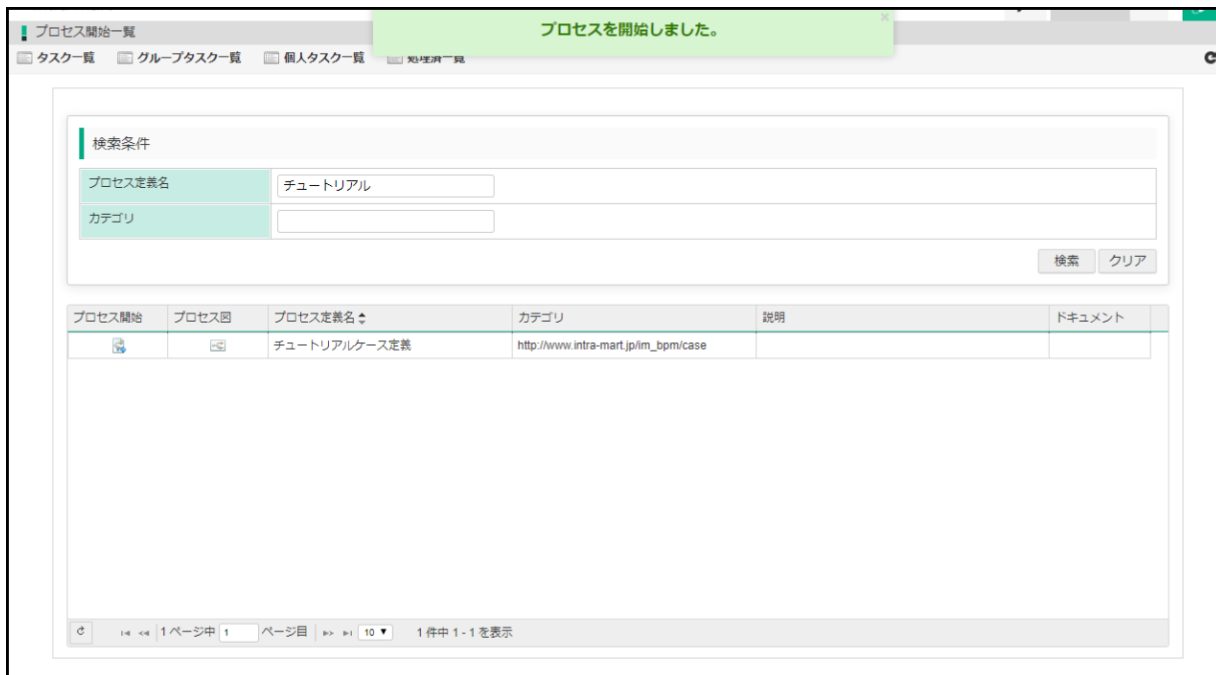 プロセスを開始しました。
プロセス開始一覧
タスク一覧 グループタスク一覧 個人タスク一覧 処理済一覧
検索条件
プロセス定義名 チュートリアル
カテゴリ
検索 クリア
プロセス開始 プロセス図 プロセス定義名 カテゴリ 説明 ドキュメント
チュートリアルケース定義 http://www.intra-mart.jp/im_bpm/case
1 ページ中 1 ページ目 10 1 件中 1 - 1 を表示